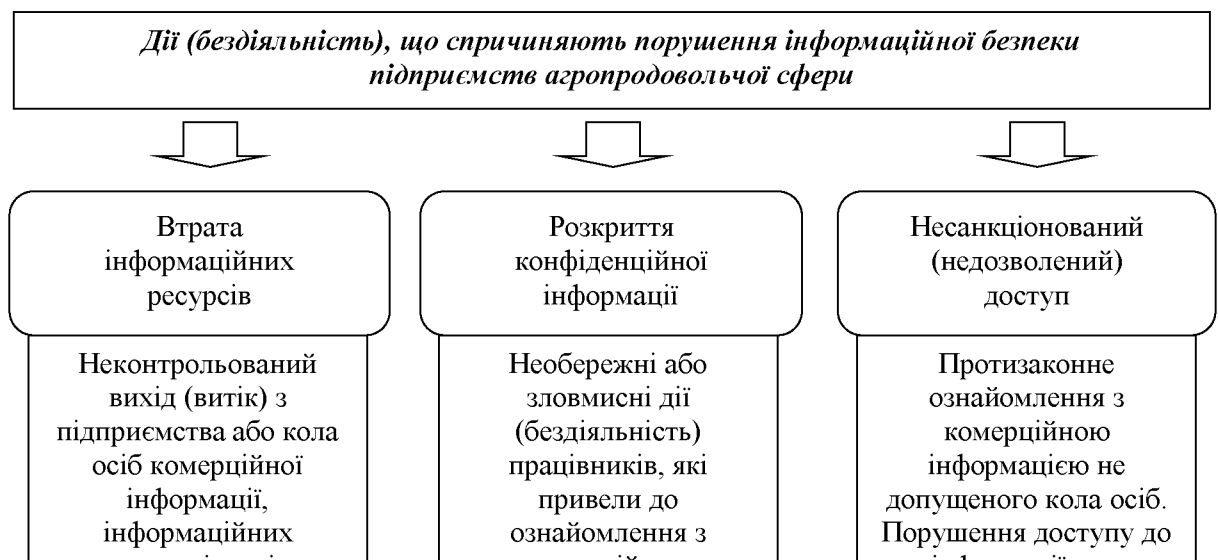 Дії (бездіяльність), що спричиняють порушення інформаційної безпеки
підприємств агропродовольчої сфери
Втрата
інформаційних
ресурсів
Неконтрольований
вихід (витік) з
підприємства або кола
осіб комерційної
інформації,
інформаційних
Розкриття
конфіденційної
інформації
Необережні або
зловмисні дії
(бездіяльність)
працівників, які
привели до
ознайомлення з
Несанкціонований
(недозволений)
доступ
Протизаконне
ознайомлення з
комерційною
інформацією не
допущеного кола осіб.
Порушення доступу до